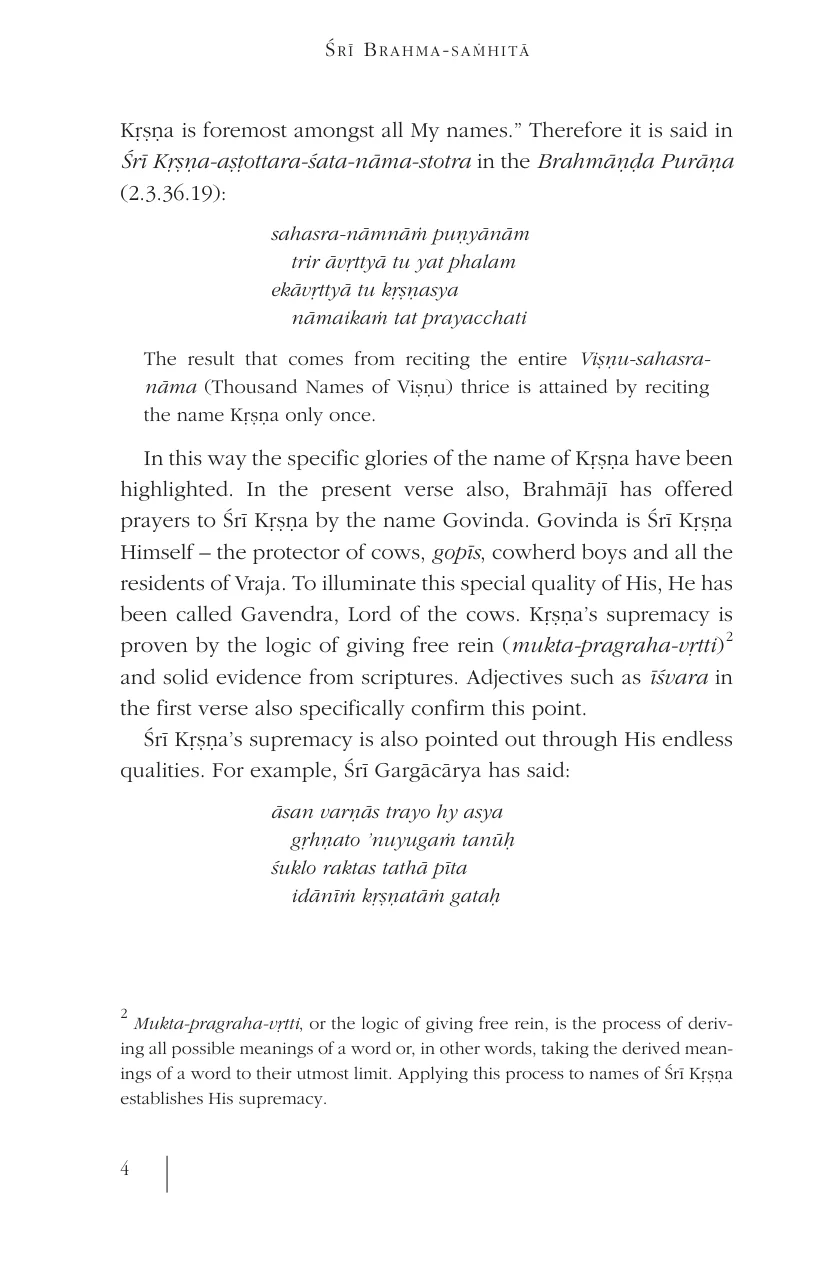 Śrī Brahma-saṁhitā
Kṛṣṇa is foremost amongst all My names.” Therefore it is said in
Śrī Kṛṣṇa-aṣṭottara-śata-nāma-stotra in the Brahmāṇḍa Purāṇa
(2.3.36.19):
sahasra-nāmnāṁ puṇyānām
trir āvṛttyā tu yat phalam
ekāvṛttyā tu kṛṣṇasya
nāmaikaṁ tat prayacchati
The result that comes from reciting the entire Viṣṇu-sahasra-
nāma (Thousand Names of Viṣṇu) thrice is attained by reciting
the name Kṛṣṇa only once.
In this way the specific glories of the name of Kṛṣṇa have been
highlighted. In the present verse also, Brahmājī has offered
prayers to Śrī Kṛṣṇa by the name Govinda. Govinda is Śrī Kṛṣṇa
Himself – the protector of cows, gopīs, cowherd boys and all the
residents of Vraja. To illuminate this special quality of His, He has
been called Gavendra, Lord of the cows. Kṛṣṇa’s supremacy is
proven by the logic of giving free rein (mukta-pragraha-vṛtti)2
and solid evidence from scriptures. Adjectives such as īśvara in
the first verse also specifically confirm this point.
Śrī Kṛṣṇa’s supremacy is also pointed out through His endless
qualities. For example, Śrī Gargācārya has said:
āsan varṇās trayo hy asya
gṛhṇato ’nuyugaṁ tanūḥ
śuklo raktas tathā pīta
idānīṁ kṛṣṇatāṁ gataḥ
2 Mukta-pragraha-vṛtti, or the logic of giving free rein, is the process of deriv-
ing all possible meanings of a word or, in other words, taking the derived mean-
ings of a word to their utmost limit. Applying this process to names of Śrī Kṛṣṇa
establishes His supremacy.
4